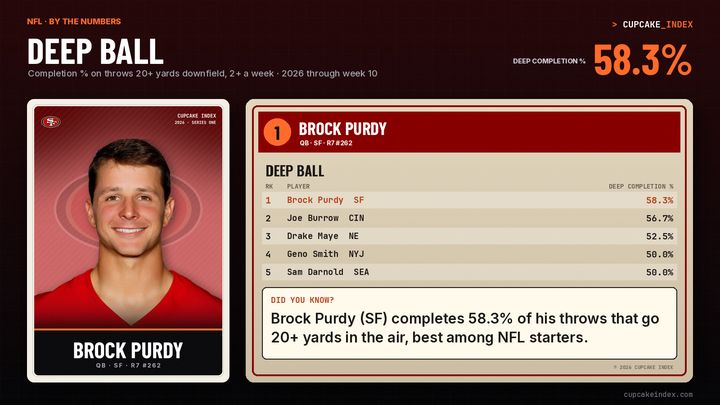 NFL · BY THE NUMBERS
> CUPCAKE_INDEX
DEEP BALL
Completion % on throws 20+ yards downfield, 2+ a week · 2026 through week 10
DEEP COMPLETION % 58.3%
SF
CUPCAKE INDEX
2026 · SERIES ONE
BROCK PURDY
QB · SF · R7 #262
1 BROCK PURDY
QB · SF · R7 #262
DEEP BALL
RK PLAYER DEEP COMPLETION %
1 Brock Purdy SF 58.3%
2 Joe Burrow CIN 56.7%
3 Drake Maye NE 52.5%
4 Geno Smith NYJ 50.0%
5 Sam Darnold SEA 50.0%
DID YOU KNOW?
Brock Purdy (SF) completes 58.3% of his throws that go
20+ yards in the air, best among NFL starters.
© 2026 CUPCAKE INDEX
cupcakeindex.com